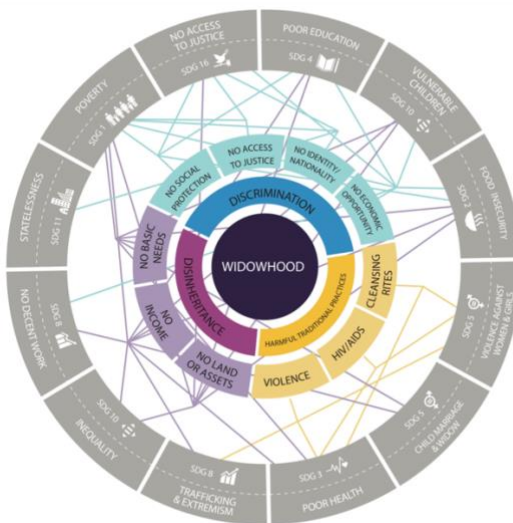 NO ACCESS
TO JUSTICE
SDG 16
POOR EDUCATION
SDG 4
VULNERABLE
CHILDREN
SDG 10
FOOD INSECURITY
SDG 2
VIOLENCE AGAINST
WOMEN & GIRLS
SDG 5
CHILD MARRIAGE
& WIDOW
SDG 5
POOR HEALTH
SDG 3
TRAFFICKING
& EXTREMISM
SDG 8
INEQUALITY
SDG 10
NO DECENT WORK
SDG 8
STATELESSNESS
SDG 11
POVERTY
SDG 1
NO SOCIAL
PROTECTION
NO ACCESS
TO JUSTICE
NO IDENTITY/
NATIONALITY
NO ECONOMIC
OPPORTUNITY
CLEANSING
RITES
HIV/AIDS
VIOLENCE
NO LAND
OR ASSETS
NO
INCOME
NO BASIC
NEEDS
DISCRIMINATION
HARMFUL TRADITIONAL PRACTICES
DISINHERITANCE
WIDOWHOOD